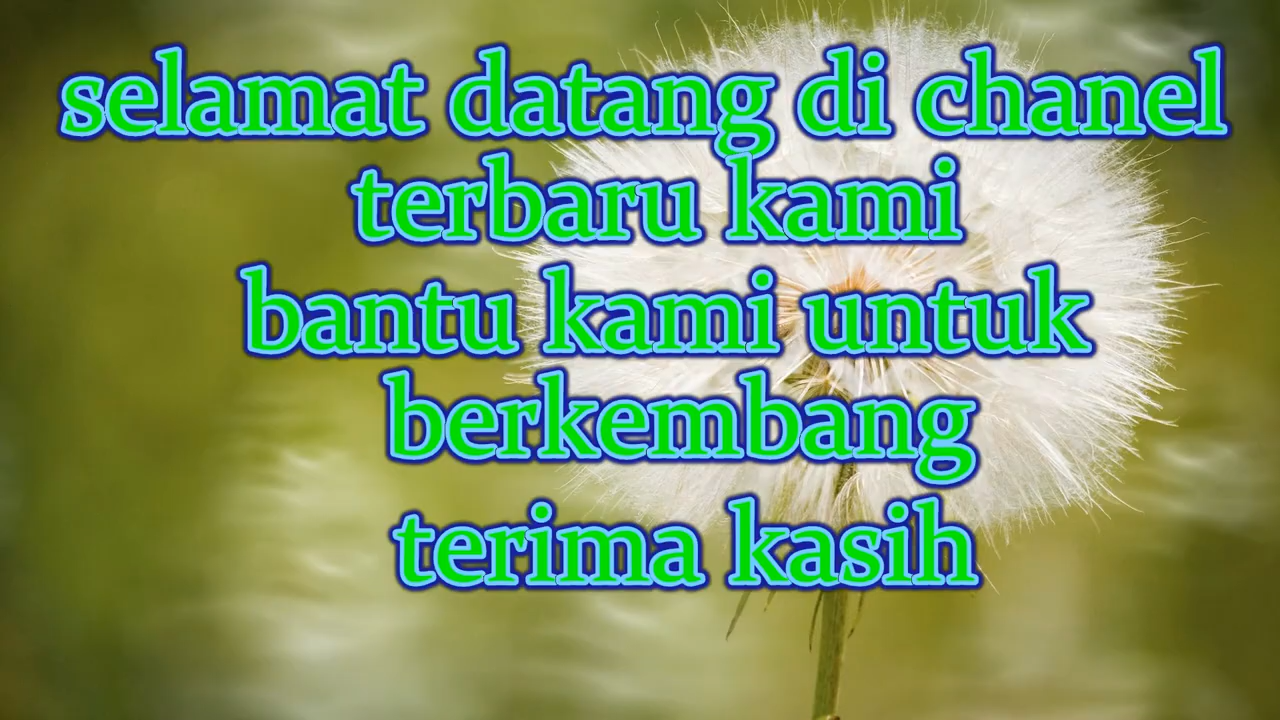 selamat datang di chanel
terbaru kami
bantu kami untuk
berkembang
terima kasih